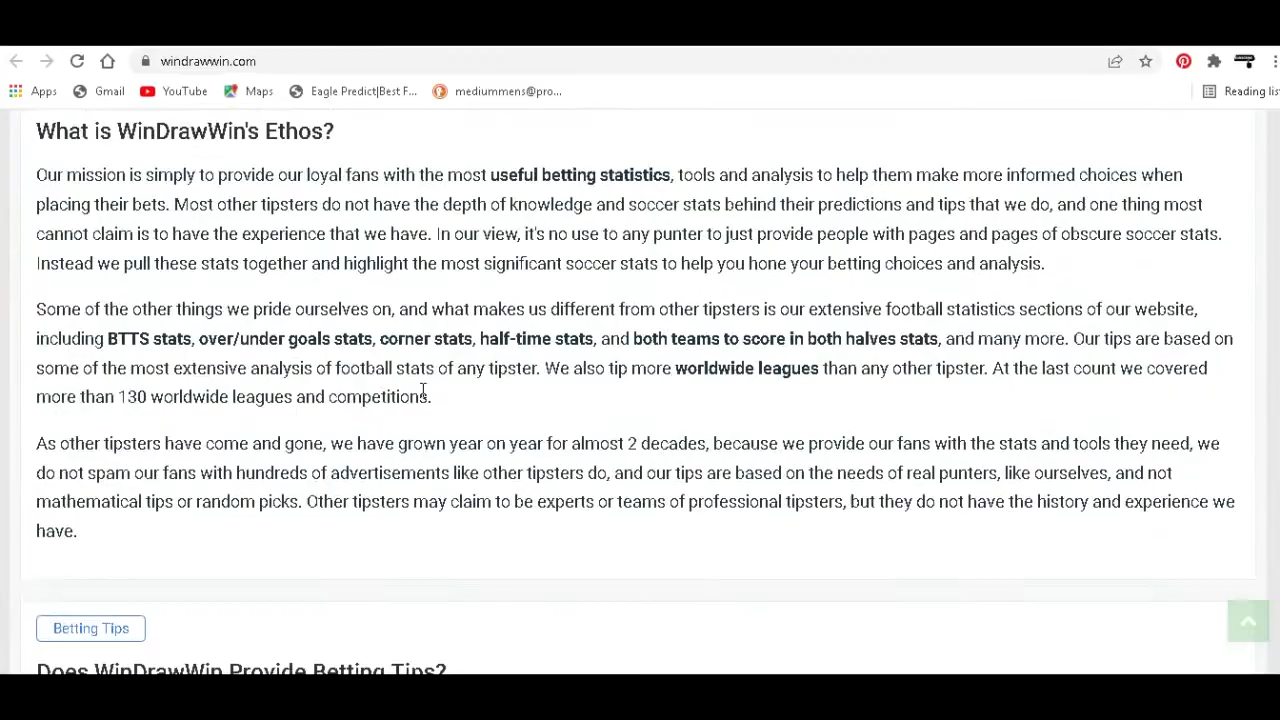 windrawwin.com
Apps Gmail YouTube Maps Eagle Predict|Best F... mediummens@pro... Reading list
What is WinDrawWin's Ethos?
Our mission is simply to provide our loyal fans with the most useful betting statistics, tools and analysis to help them make more informed choices when
placing their bets. Most other tipsters do not have the depth of knowledge and soccer stats behind their predictions and tips that we do, and one thing most
cannot claim is to have the experience that we have. In our view, it's no use to any punter to just provide people with pages and pages of obscure soccer stats.
Instead we pull these stats together and highlight the most significant soccer stats to help you hone your betting choices and analysis.
Some of the other things we pride ourselves on, and what makes us different from other tipsters is our extensive football statistics sections of our website,
including BTTS stats, over/under goals stats, corner stats, half-time stats, and both teams to score in both halves stats, and many more. Our tips are based on
some of the most extensive analysis of football stats of any tipster. We also tip more worldwide leagues than any other tipster. At the last count we covered
more than 130 worldwide leagues and competitions.
As other tipsters have come and gone, we have grown year on year for almost 2 decades, because we provide our fans with the stats and tools they need, we
do not spam our fans with hundreds of advertisements like other tipsters do, and our tips are based on the needs of real punters, like ourselves, and not
mathematical tips or random picks. Other tipsters may claim to be experts or teams of professional tipsters, but they do not have the history and experience we
have.
Betting Tips
Does WinDrawWin Provide Betting Tips?